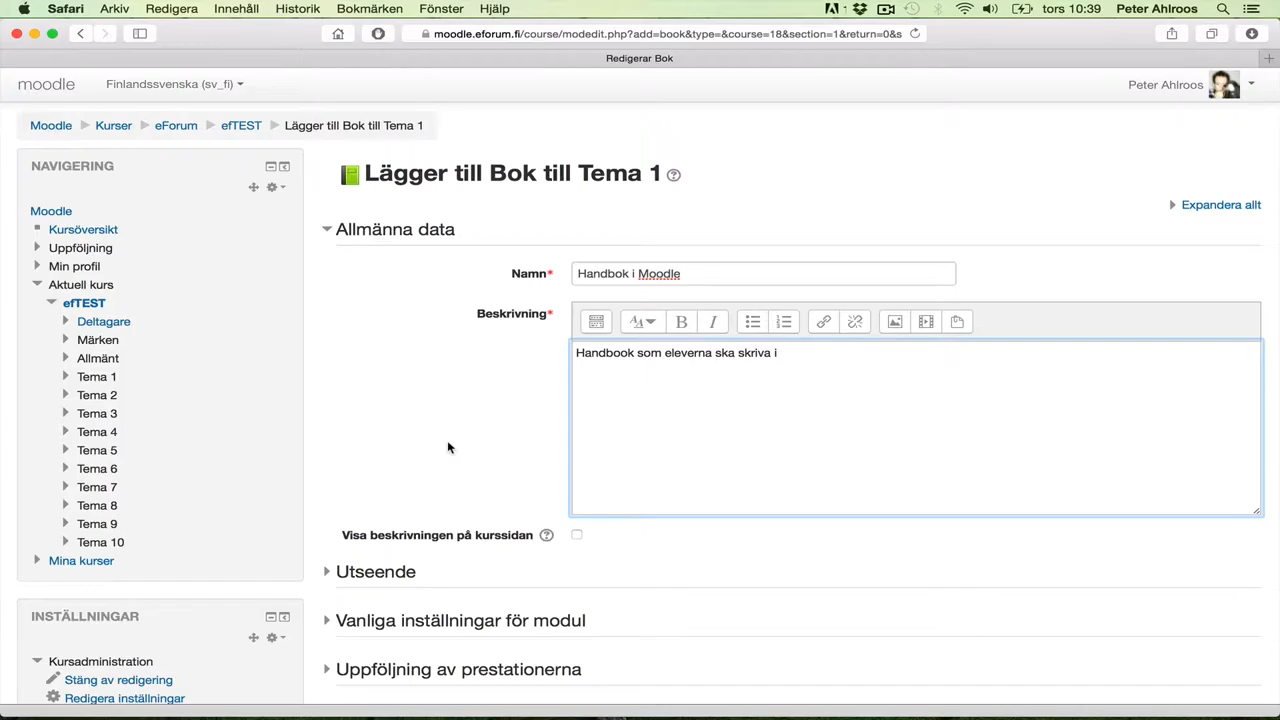 Safari Arkiv Redigera Innehåll Historik Bokmärken Fönster Hjälp tors 10:39 Peter Ahlroos
moodle.eforum.fi/course/modedit.php?add=book&type=&course=18&section=1&return=0&s
Redigerar Bok
moodle Finlandssvenska (sv_fi) Peter Ahlroos
Moodle Kurser eForum efTEST Lägger till Bok till Tema 1
NAVIGERING
Moodle
Kursöversikt
Uppföljning
Min profil
Aktuell kurs
efTEST
Deltagare
Märken
Allmänt
Tema 1
Tema 2
Tema 3
Tema 4
Tema 5
Tema 6
Tema 7
Tema 8
Tema 9
Tema 10
Mina kurser
INSTÄLLNINGAR
Kursadministration
Stäng av redigering
Redigera inställningar
Lägger till Bok till Tema 1
Expandera allt
Allmänna data
Namn* Handbok i Moodle
Beskrivning*
Handbook som eleverna ska skriva i
Visa beskrivningen på kurssidan
Utseende
Vanliga inställningar för modul
Uppföljning av prestationerna